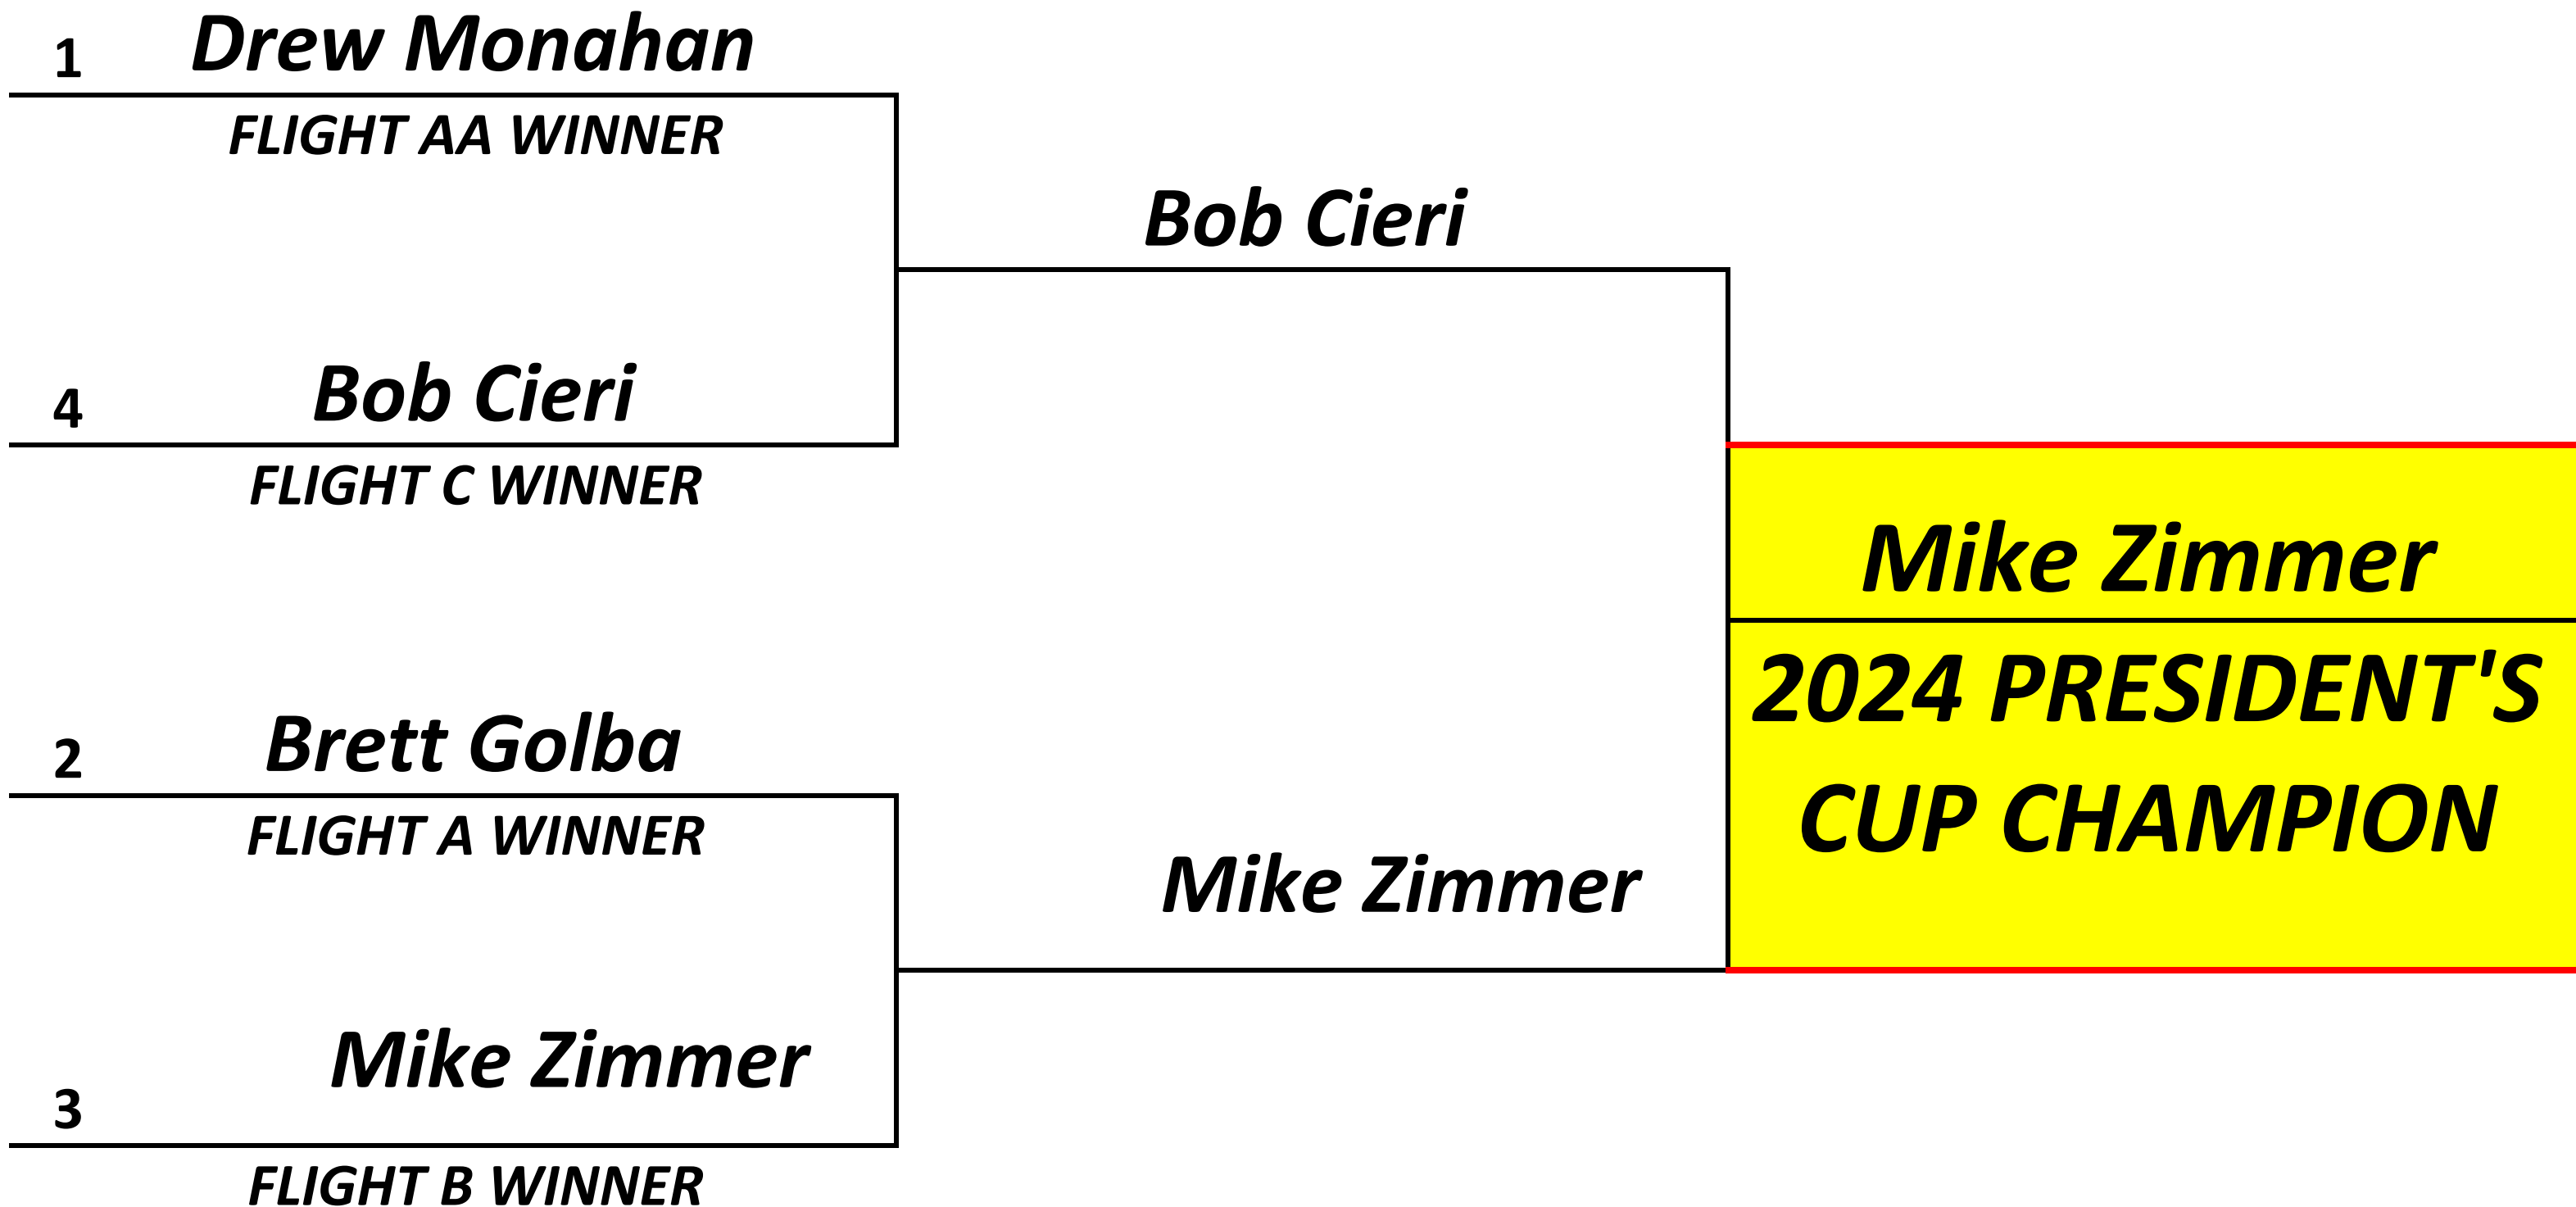 1 Drew Monahan
FLIGHT AA WINNER
Bob Cieri
4 Bob Cieri
FLIGHT C WINNER
Mike Zimmer
2024 PRESIDENT'S
CUP CHAMPION
2 Brett Golba
FLIGHT A WINNER
Mike Zimmer
3 Mike Zimmer
FLIGHT B WINNER